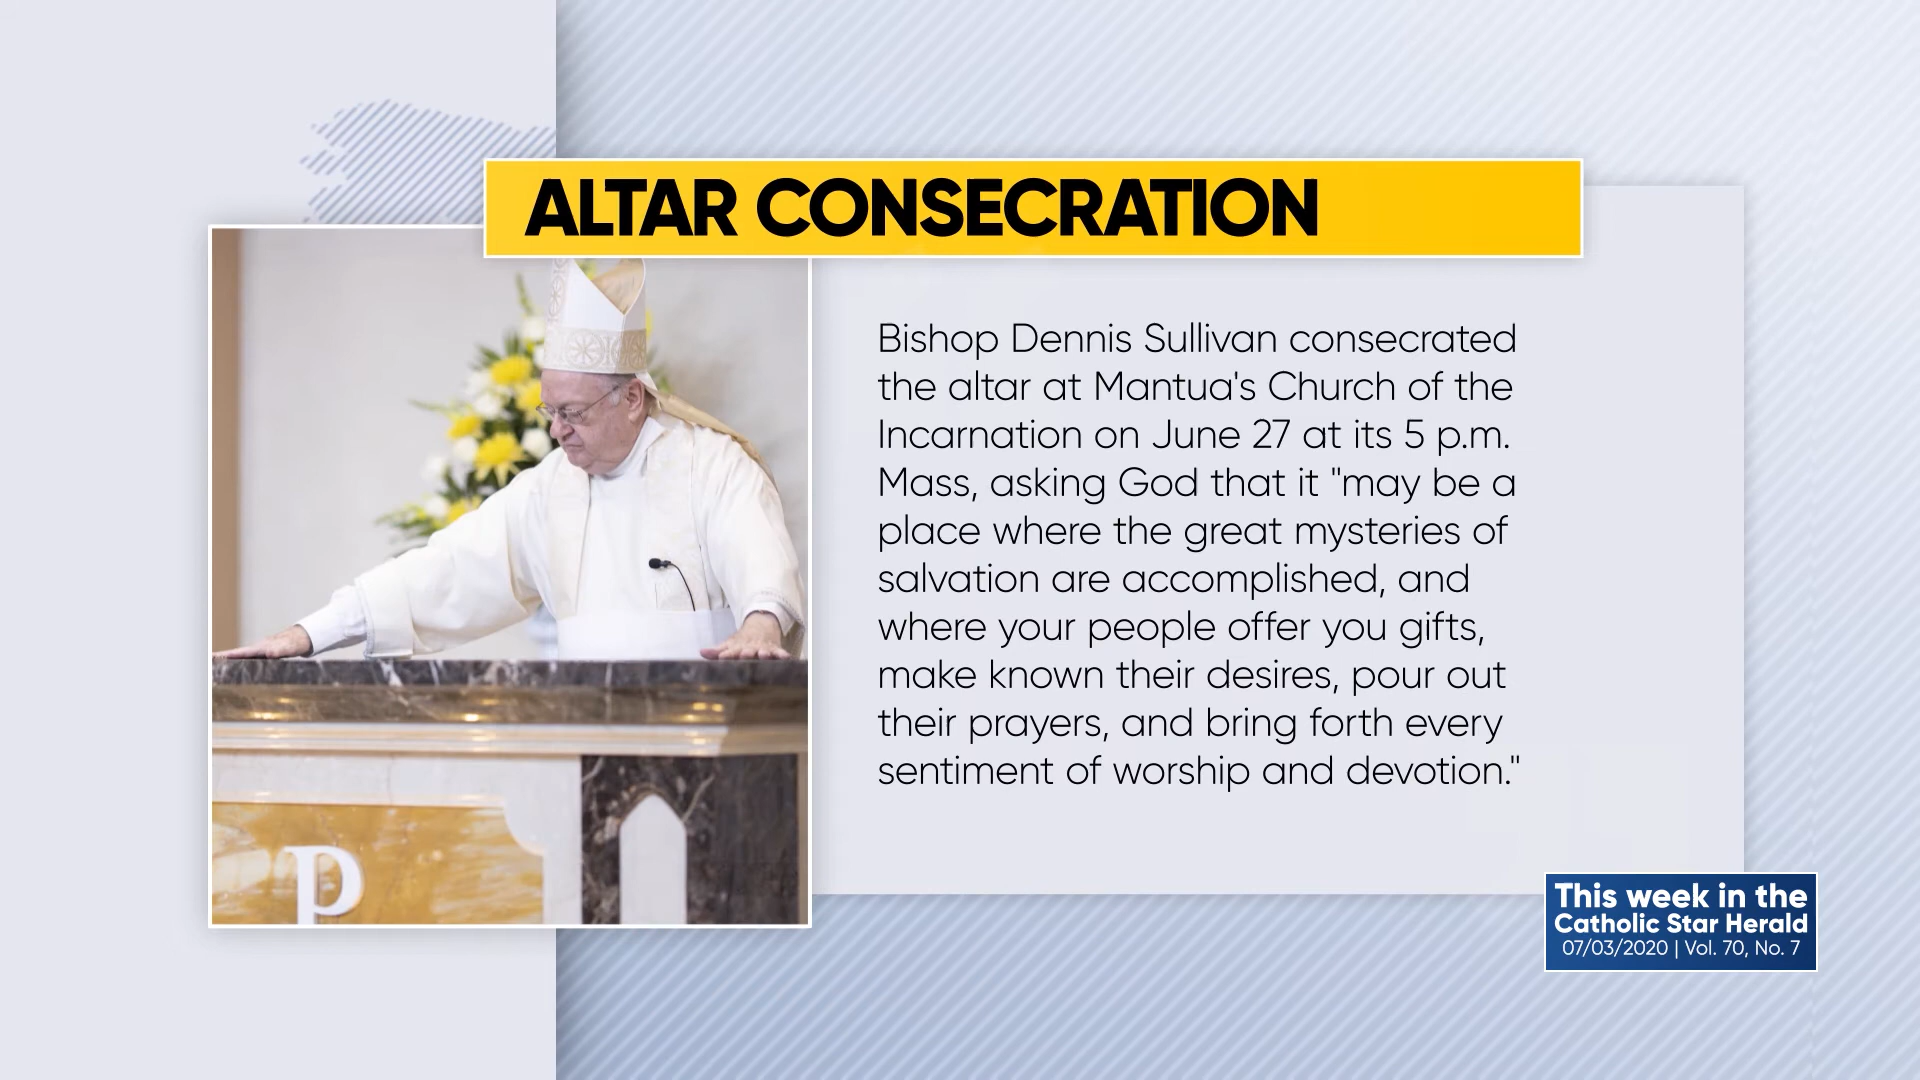 ALTAR CONSECRATION
Bishop Dennis Sullivan consecrated
the altar at Mantua's Church of the
Incarnation on June 27 at its 5 p.m.
Mass, asking God that it "may be a
place where the great mysteries of
salvation are accomplished, and
where your people offer you gifts,
make known their desires, pour out
their prayers, and bring forth every
sentiment of worship and devotion."
P
This week in the
Catholic Star Herald
07/03/2020 | Vol. 70, No. 7